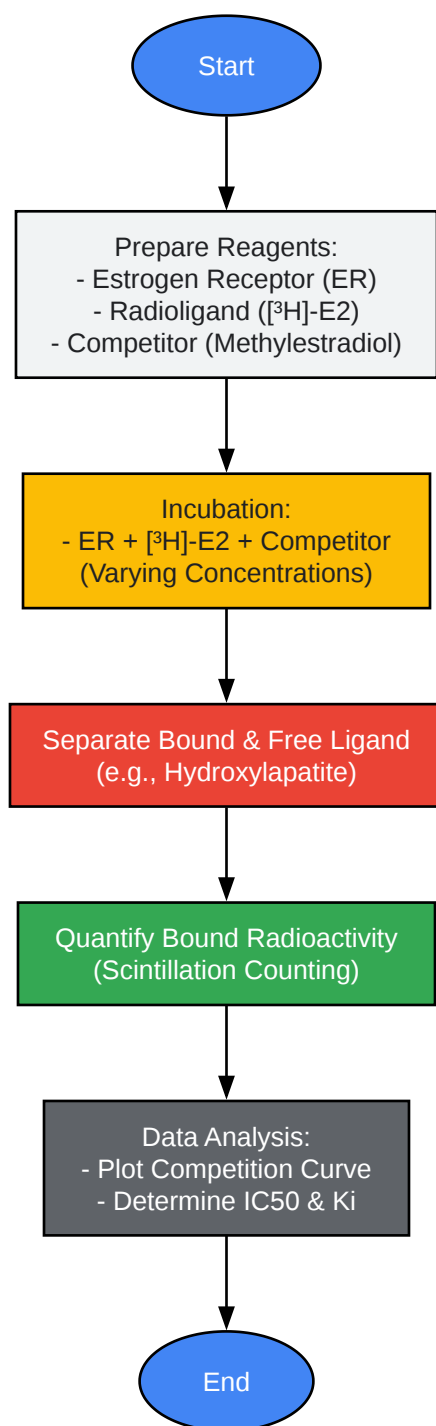 Start
Prepare Reagents:
- Estrogen Receptor (ER)
- Radioligand ([³H]-E2)
- Competitor (Methylestradiol)
Incubation:
- ER + [³H]-E2 + Competitor
(Varying Concentrations)
Separate Bound & Free Ligand
(e.g., Hydroxylapatite)
Quantify Bound Radioactivity
(Scintillation Counting)
Data Analysis:
- Plot Competition Curve
- Determine IC50 & Ki
End